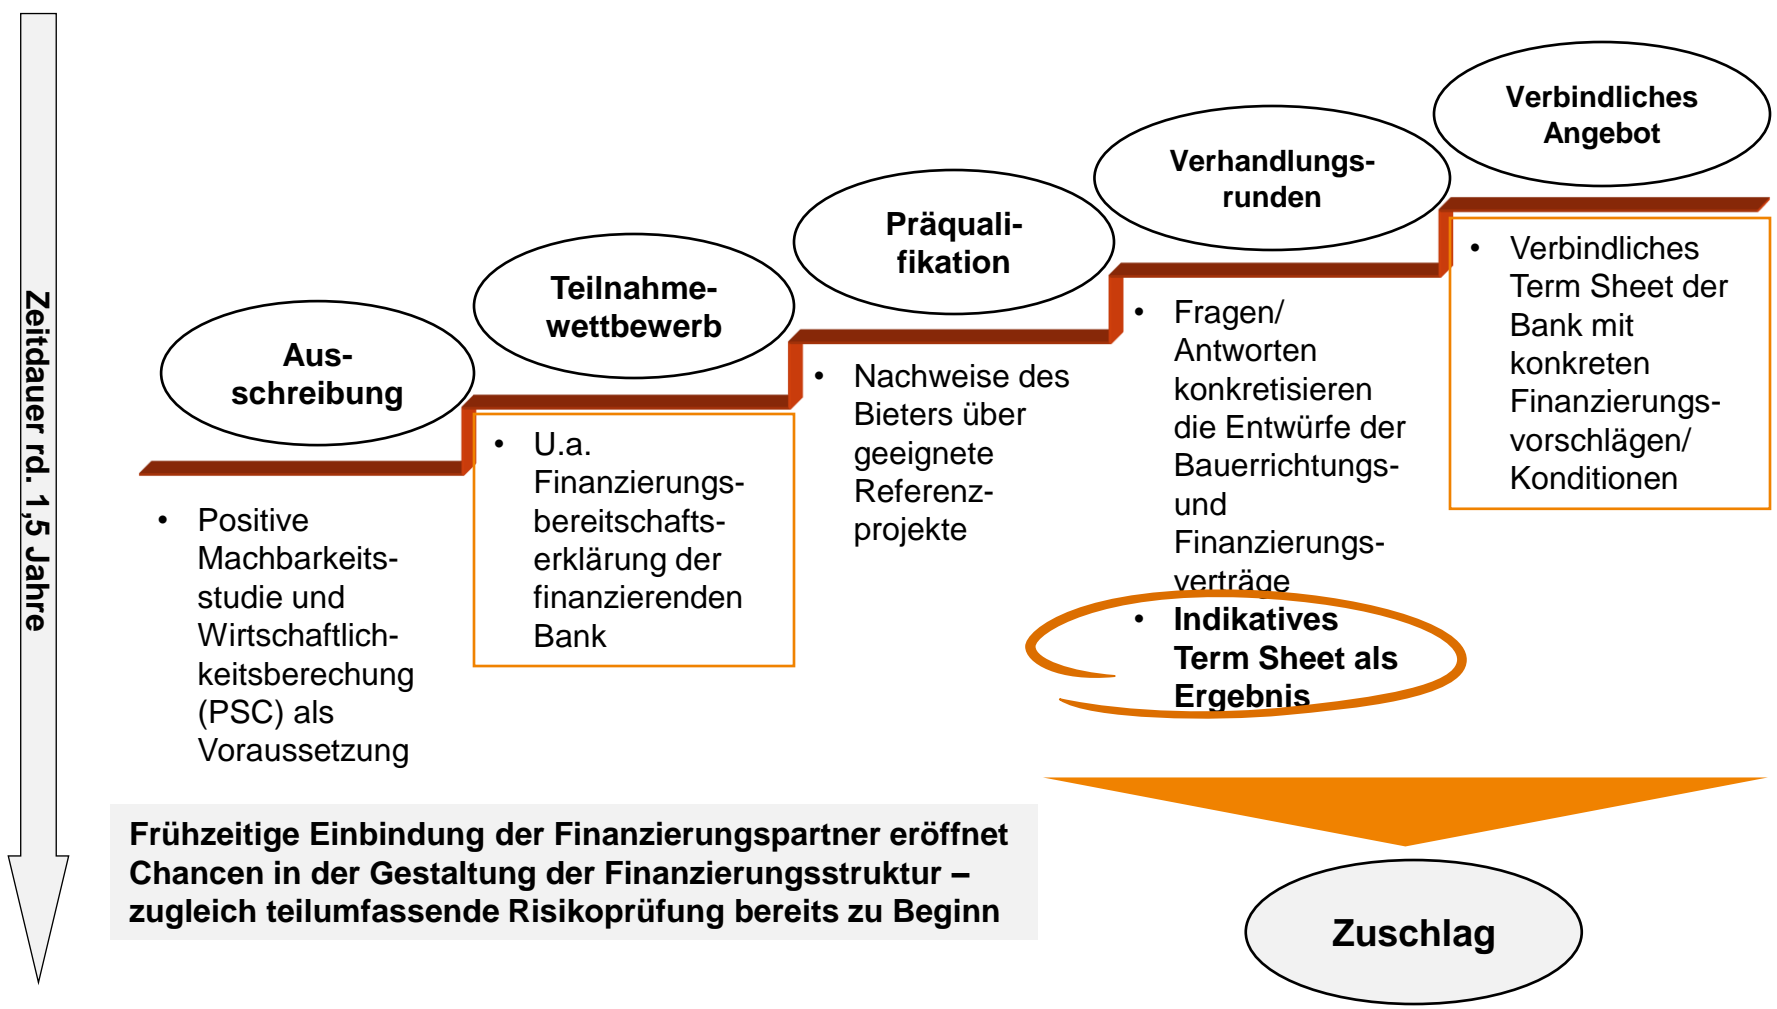 Zeitdauer rd. 1,5 Jahre
Aus-
schreibung
• Positive
Machbarkeits-
studie und
Wirtschaftlich-
keitsberechung
(PSC) als
Voraussetzung
Teilnahme-
wettbewerb
• U.a.
Finanzierungs-
bereitschafts-
erklärung der
finanzierenden
Bank
Präquali-
fikation
• Nachweise des
Bieters über
geeignete
Referenz-
projekte
Verhandlungs-
runden
• Fragen/
Antworten
konkretisieren
die Entwürfe der
Bauerrichtungs-
und
Finanzierungs-
verträge
• Indikatives
Term Sheet als
Ergebnis
Verbindliches
Angebot
• Verbindliches
Term Sheet der
Bank mit
konkreten
Finanzierungs-
vorschlägen/
Konditionen
Frühzeitige Einbindung der Finanzierungspartner eröffnet
Chancen in der Gestaltung der Finanzierungsstruktur –
zugleich teilumfassende Risikoprüfung bereits zu Beginn
Zuschlag